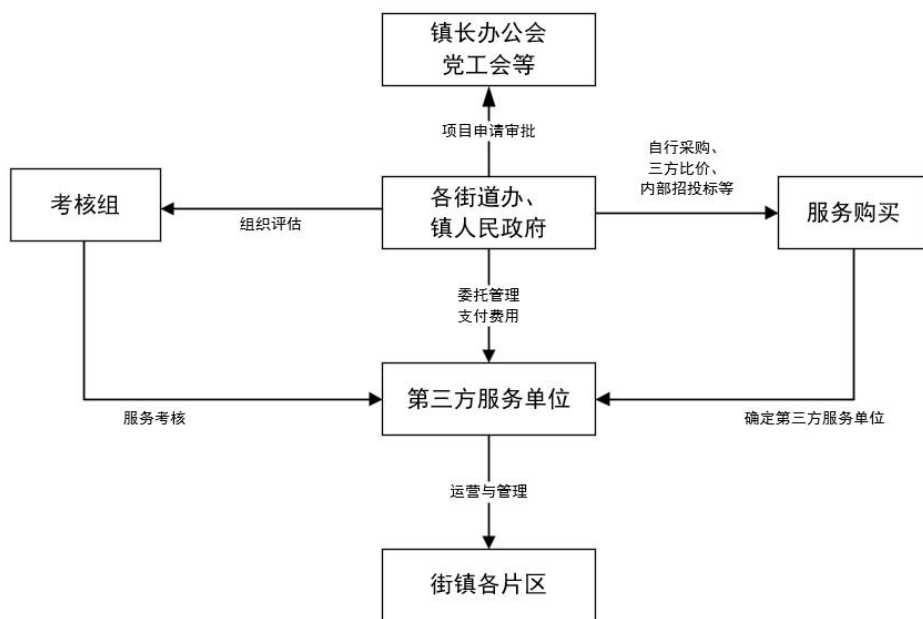 镇长办公会
党工会等
项目申请审批
自行采购、
三方比价、
内部招投标等
考核组
组织评估
各街道办、
镇人民政府
服务购买
委托管理
支付费用
第三方服务单位
服务考核
确定第三方服务单位
运营与管理
街镇各片区